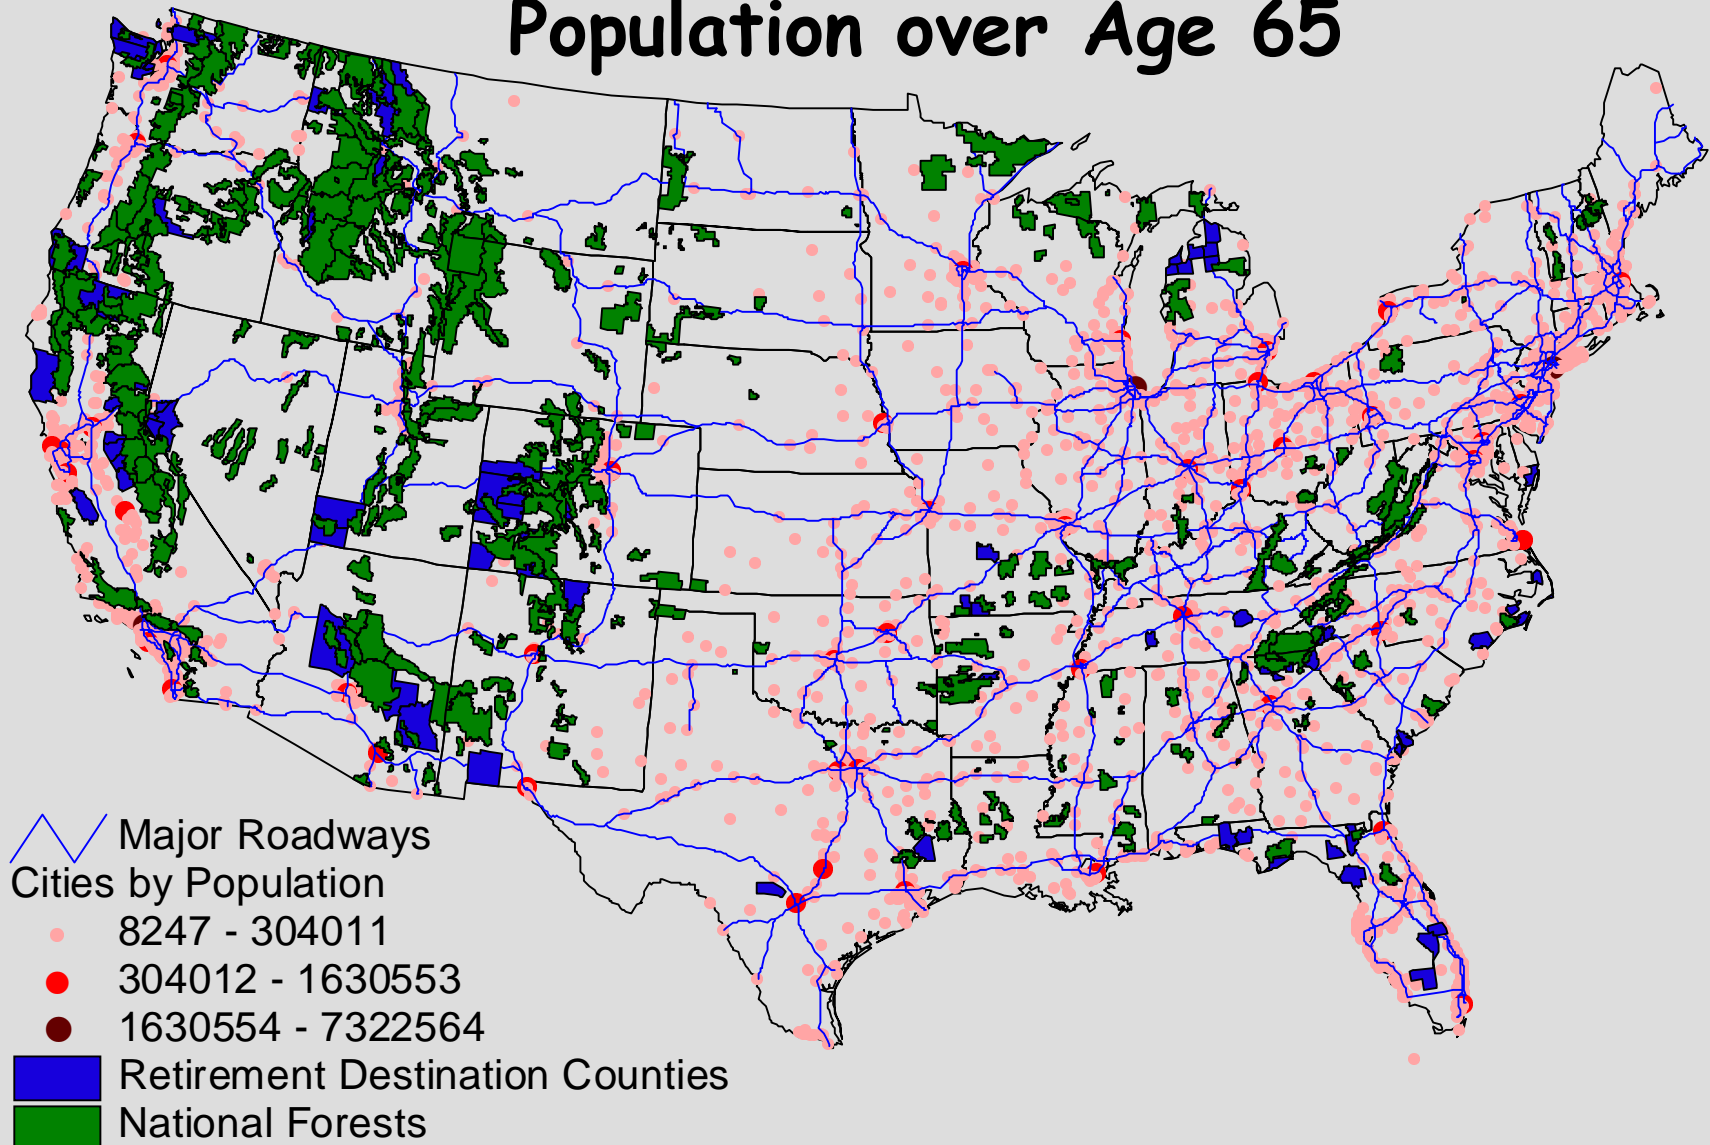 Population over Age 65
Major Roadways
Cities by Population
8247 - 304011
304012 - 1630553
1630554 - 7322564
Retirement Destination Counties
National Forests